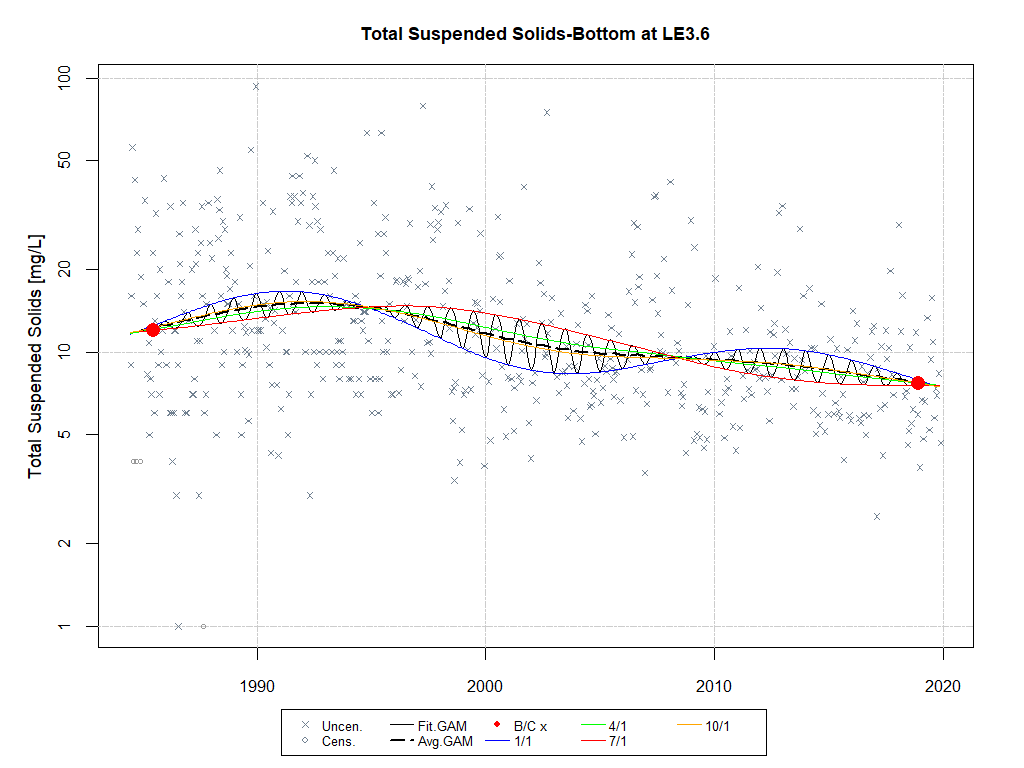 Total Suspended Solids-Bottom at LE3.6
Total Suspended Solids [mg/L]
100
50
20
10
5
2
1
1990 2000 2010 2020
Uncen. Fit.GAM B/C x 4/1 10/1
Cens. Avg.GAM 1/1 7/1